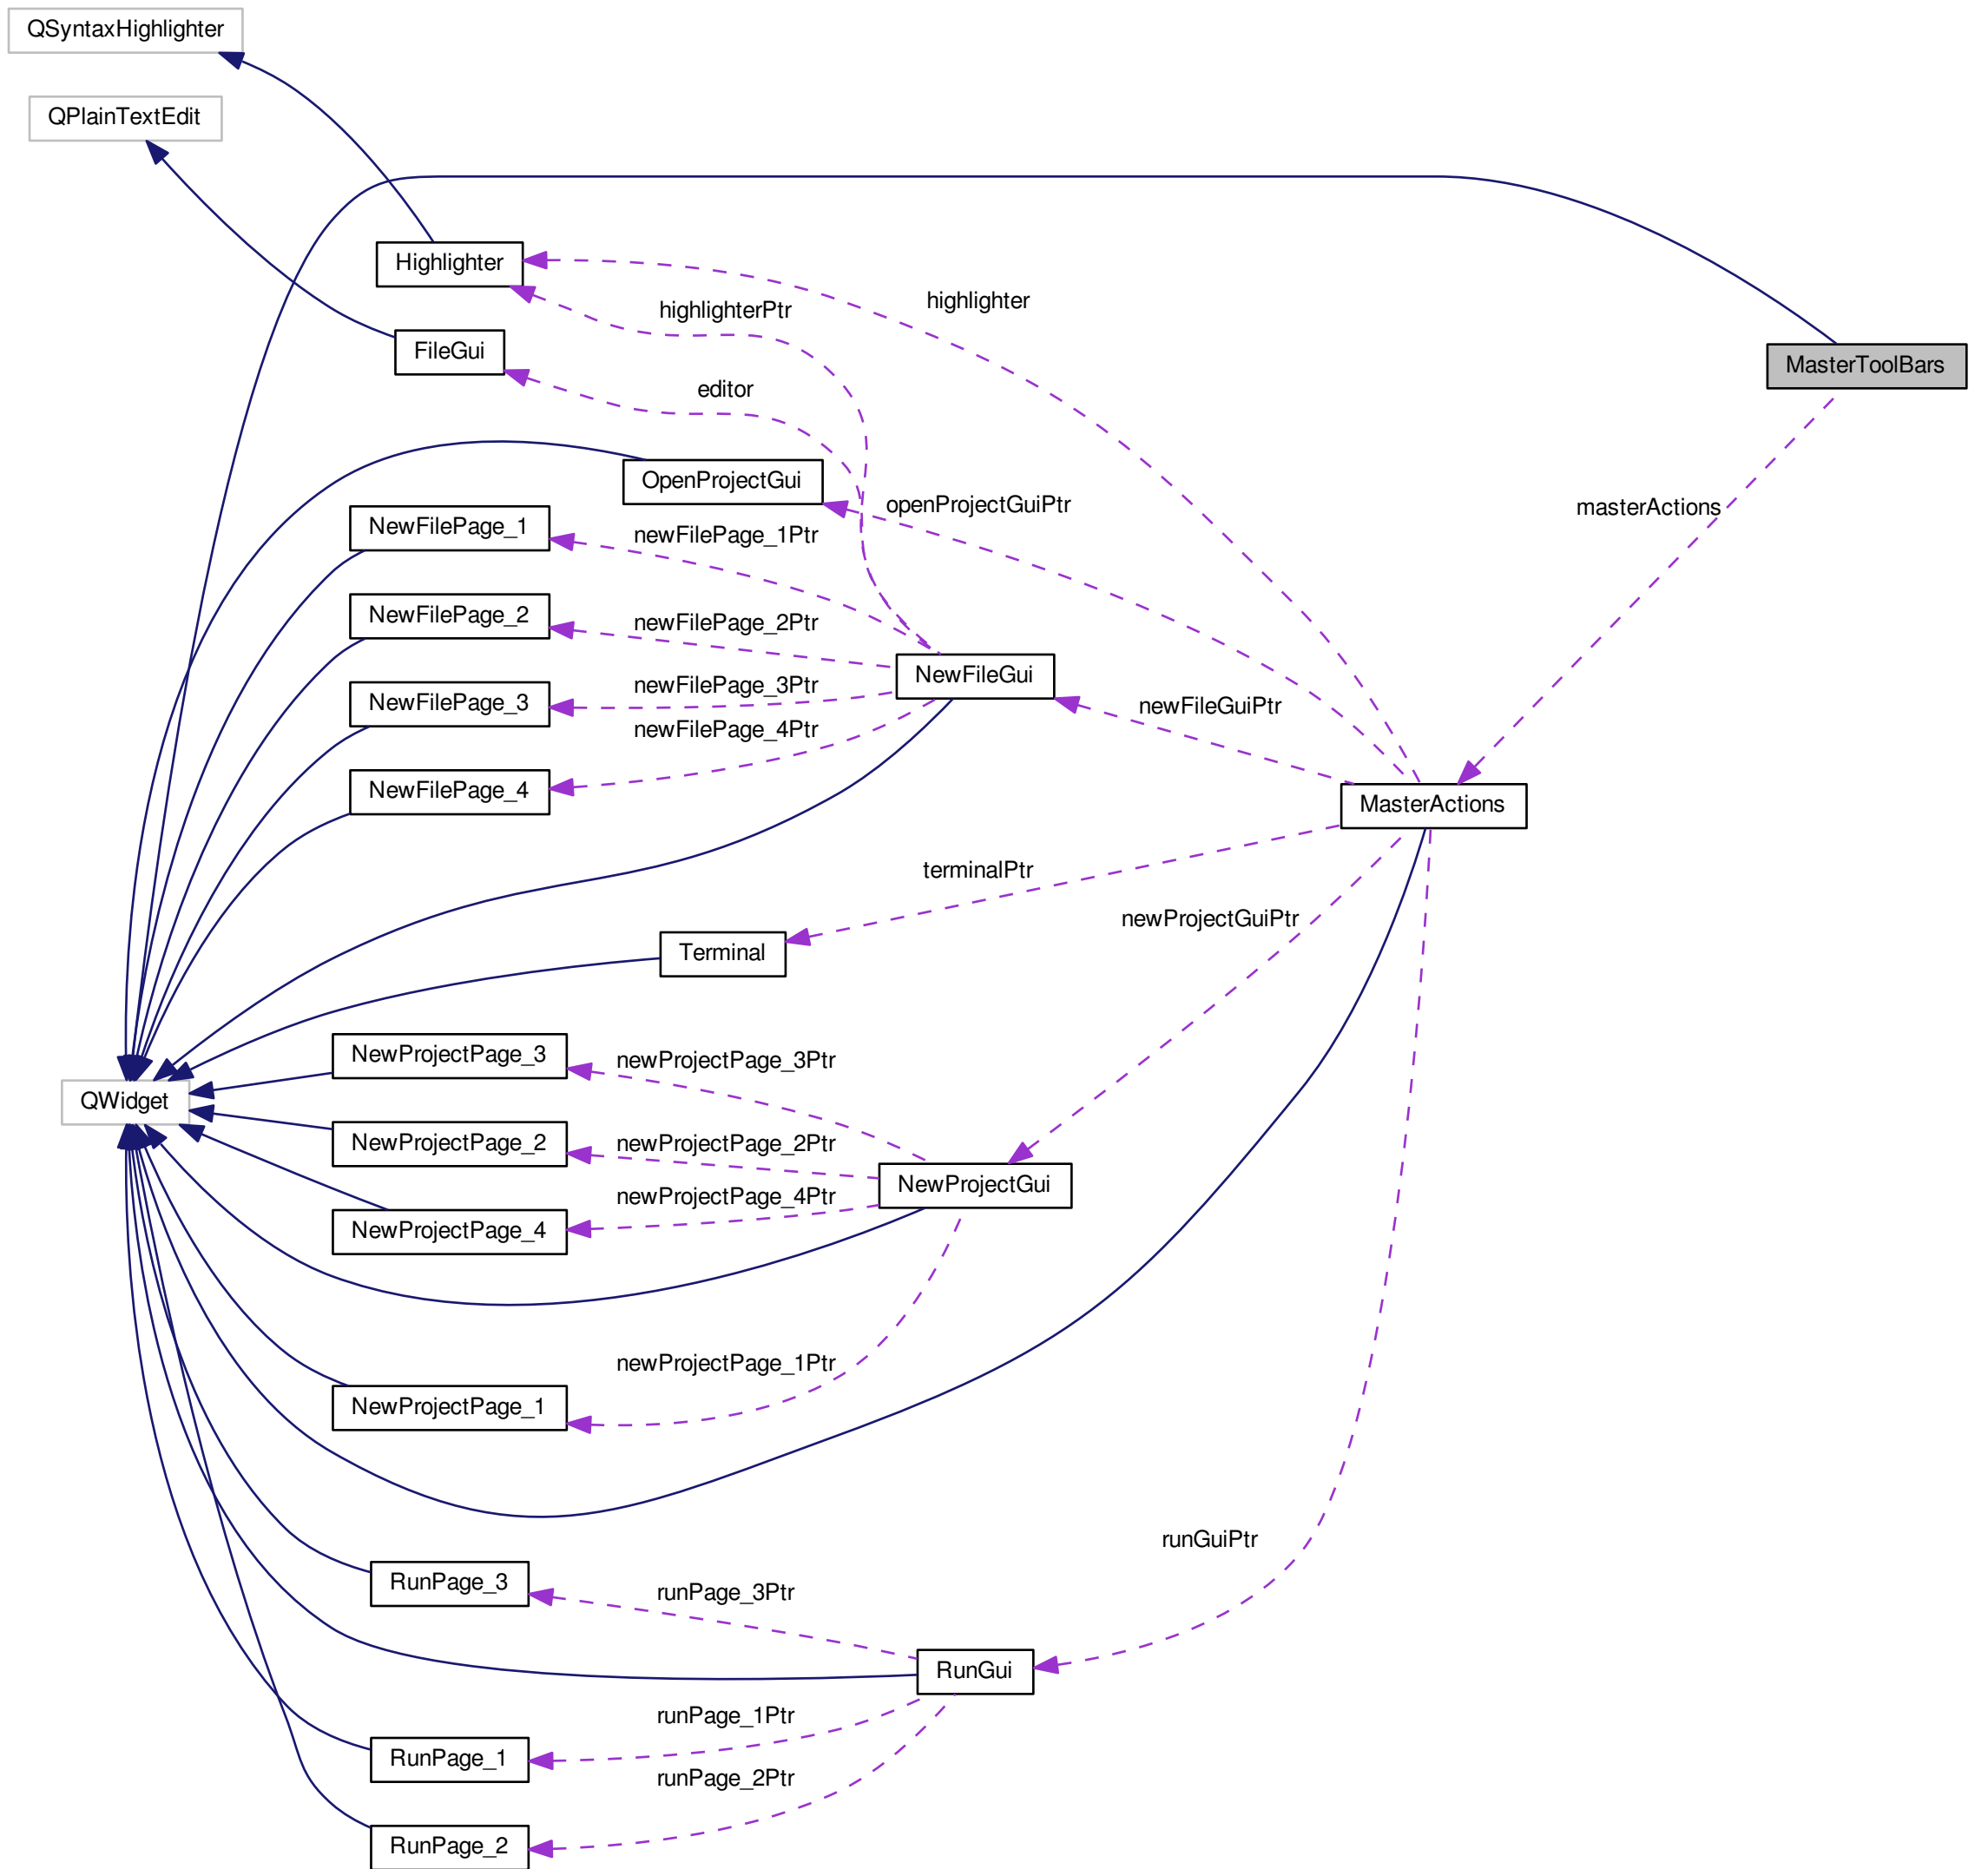 QSyntaxHighlighter
QPlainTextEdit
Highlighter
highlighter
highlighterPtr
FileGui
MasterToolBars
editor
OpenProjectGui
openProjectGuiPtr
masterActions
NewFilePage_1
newFilePage_1Ptr
NewFilePage_2
newFilePage_2Ptr
NewFileGui
NewFilePage_3
newFilePage_3Ptr
newFileGuiPtr
newFilePage_4Ptr
NewFilePage_4
MasterActions
terminalPtr
newProjectGuiPtr
Terminal
NewProjectPage_3
newProjectPage_3Ptr
QWidget
NewProjectPage_2
newProjectPage_2Ptr
NewProjectGui
newProjectPage_4Ptr
NewProjectPage_4
newProjectPage_1Ptr
NewProjectPage_1
runGuiPtr
RunPage_3
runPage_3Ptr
RunGui
runPage_1Ptr
RunPage_1
runPage_2Ptr
RunPage_2